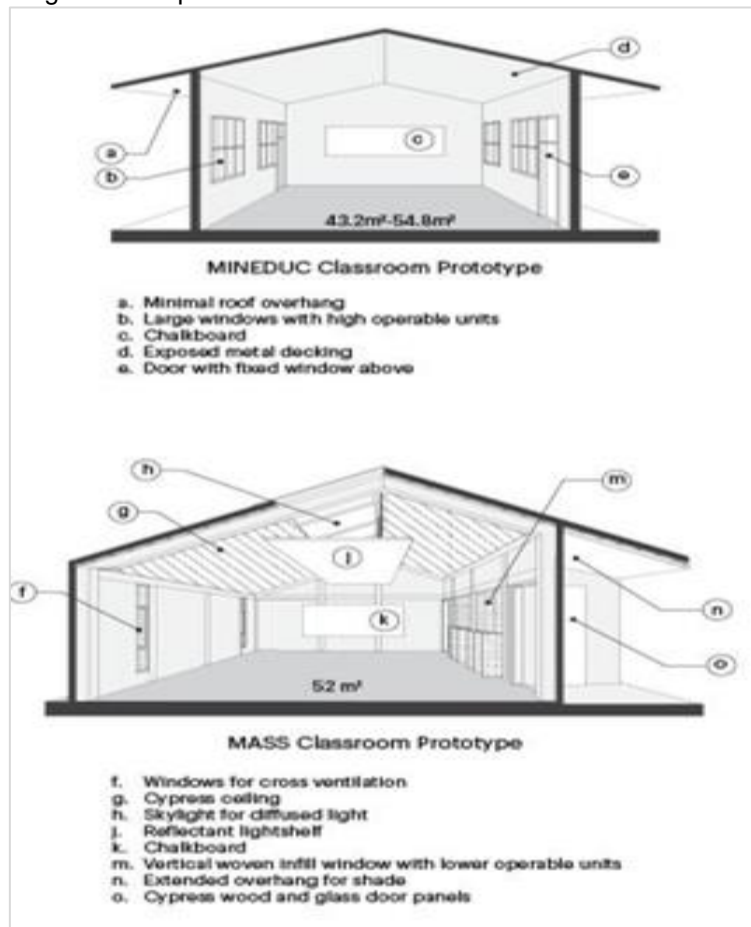 a
b
c
d
e
43.2m²-54.8m²
MINEDUC Classroom Prototype
a. Minimal roof overhang
b. Large windows with high operable units
c. Chalkboard
d. Exposed metal decking
e. Door with fixed window above
f
g
h
j
k
m
n
o
52 m²
MASS Classroom Prototype
f. Windows for cross ventilation
g. Cypress ceiling
h. Skylight for diffused light
j. Reflectant lightshelf
k. Chalkboard
m. Vertical woven infill window with lower operable units
n. Extended overhang for shade
o. Cypress wood and glass door panels